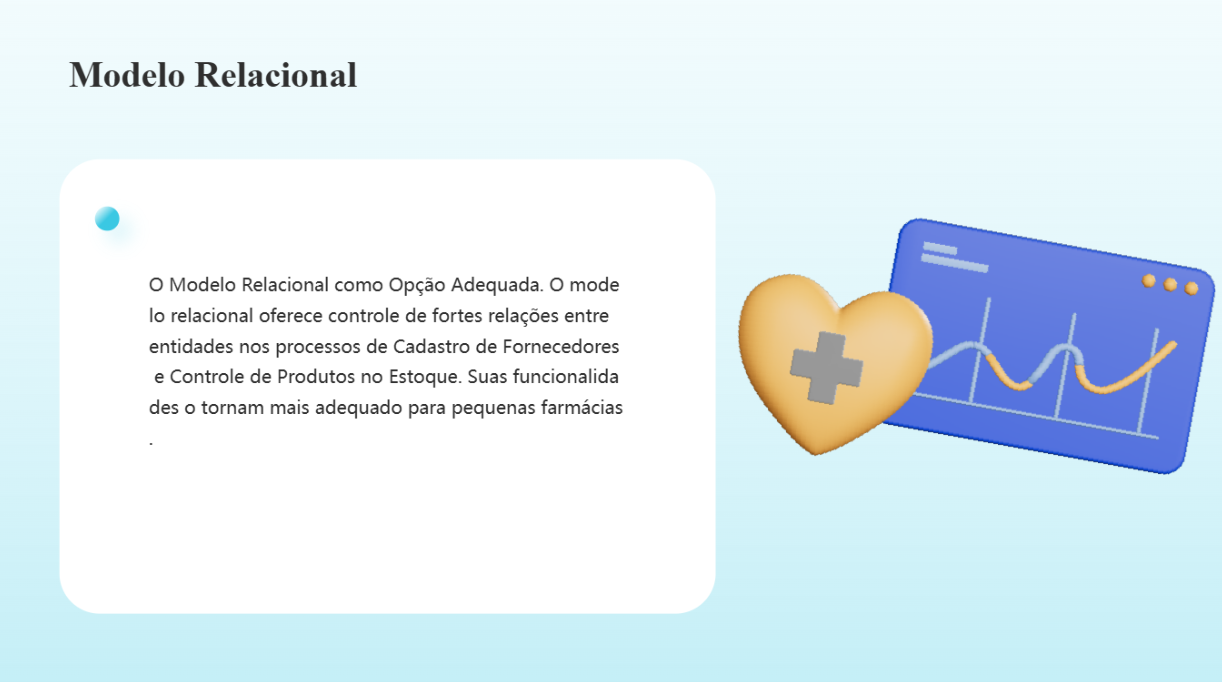 Modelo Relacional
O Modelo Relacional como Opção Adequada. O mode
lo relacional oferece controle de fortes relações entre
entidades nos processos de Cadastro de Fornecedores
e Controle de Produtos no Estoque. Suas funcionalida
des o tornam mais adequado para pequenas farmácias
.